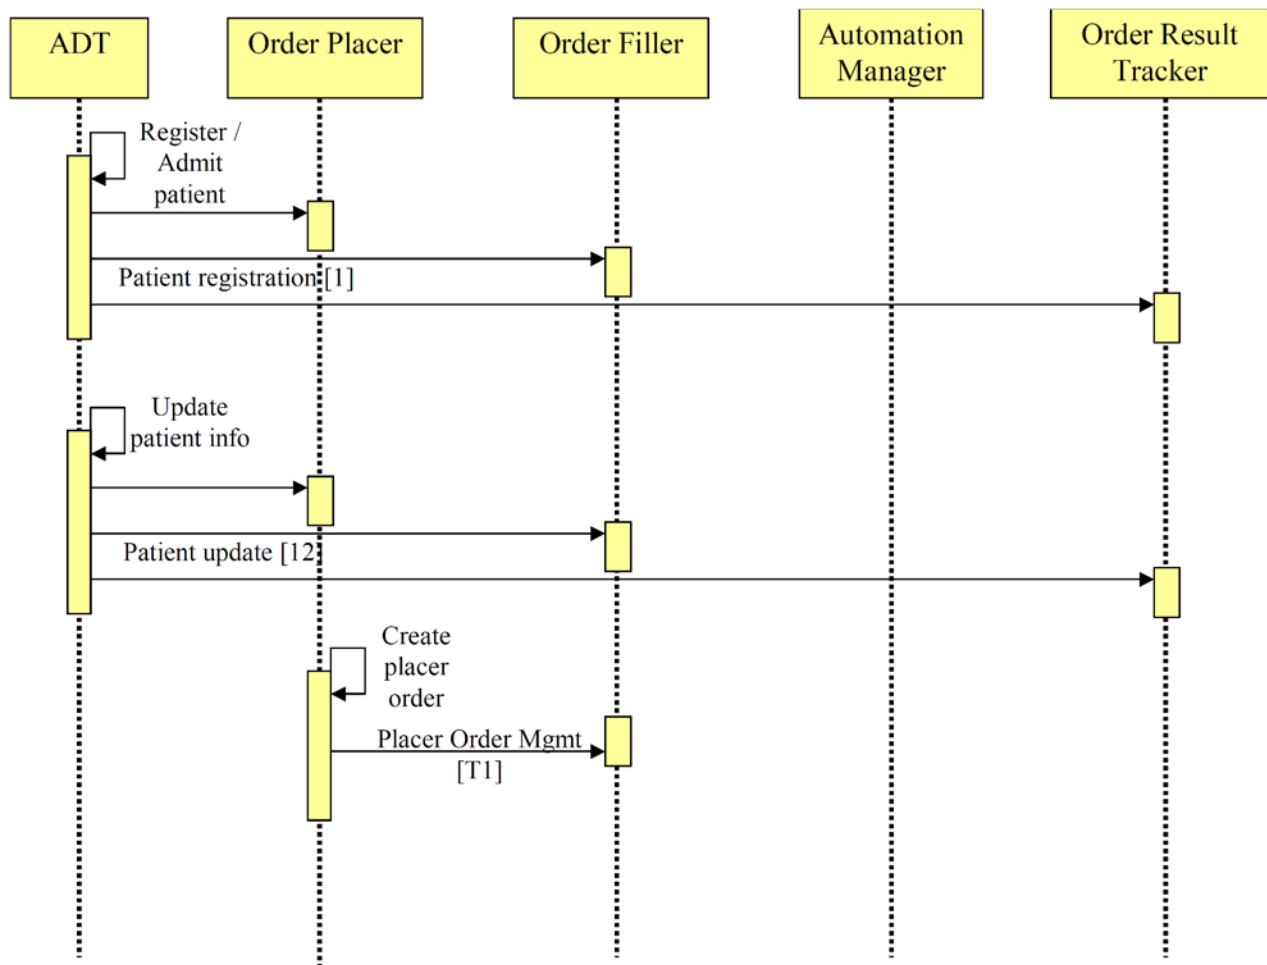 ADT
Order Placer
Order Filler
Automation
Manager
Order Result
Tracker
Register /
Admit
patient
Patient registration [1]
Update
patient info
Patient update [12]
Create
placer
order
Placer Order Mgmt
[T1]